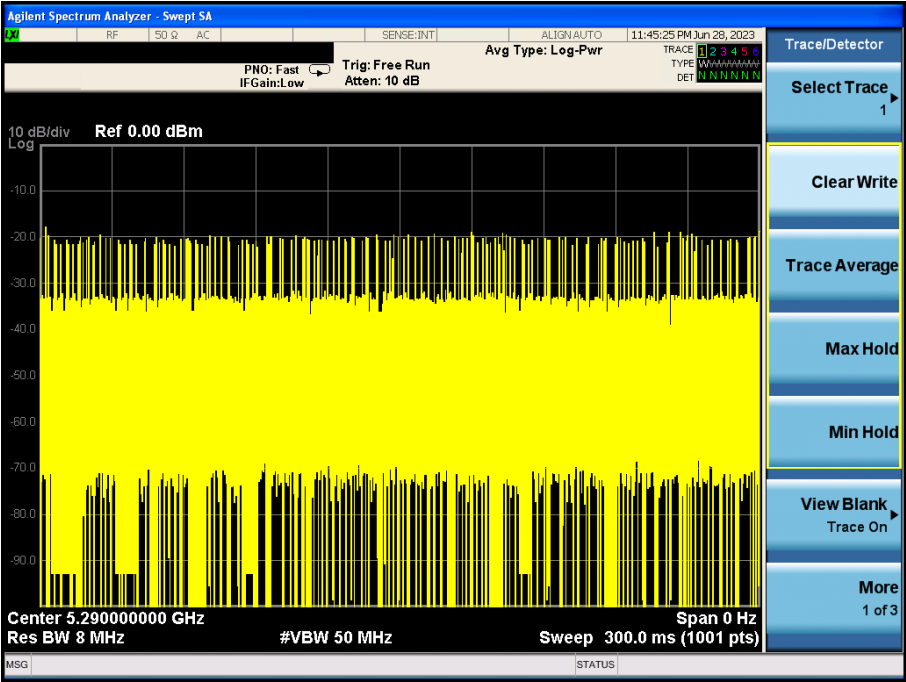 Agilent Spectrum Analyzer - Swept SA
LXI RF 50 Ω AC SENSE:INT ALIGN AUTO 11:45:25 PM Jun 28, 2023
Avg Type: Log-Pwr
TRACE 1 2 3 4 5 6
TYPE W
DET N N N N N N
PNO: Fast
IFGain:Low
Trig: Free Run
Atten: 10 dB
10 dB/div
Log
Ref 0.00 dBm
-10.0
-20.0
-30.0
-40.0
-50.0
-60.0
-70.0
-80.0
-90.0
Center 5.290000000 GHz
Span 0 Hz
Res BW 8 MHz
#VBW 50 MHz
Sweep 300.0 ms (1001 pts)
MSG
STATUS
Trace/Detector
Select Trace
1
Clear Write
Trace Average
Max Hold
Min Hold
View Blank
Trace On
More
1 of 3